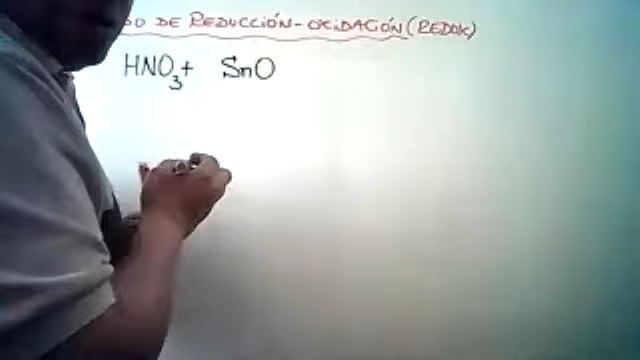 DO DE REDUCCIÓN-OXIDACIÓN (REDOX)
HNO₃+ SnO